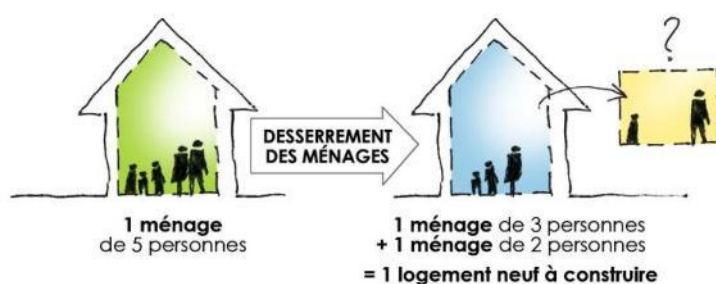 ?
DESSERREMENT
DES MÉNAGES
1 ménage
de 5 personnes
1 ménage de 3 personnes
+ 1 ménage de 2 personnes
= 1 logement neuf à construire